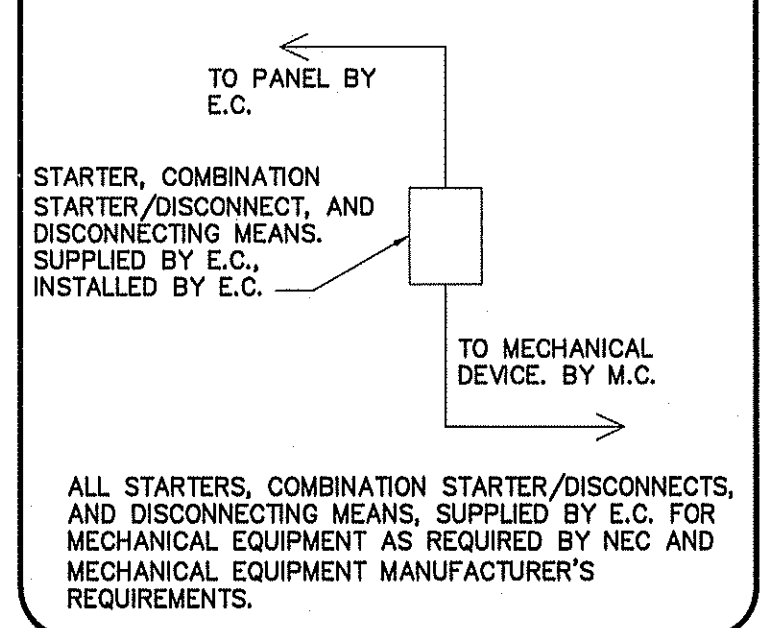 TO PANEL BY
E.C.
STARTER, COMBINATION
STARTER/DISCONNECT, AND
DISCONNECTING MEANS.
SUPPLIED BY E.C.,
INSTALLED BY E.C.
TO MECHANICAL
DEVICE. BY M.C.
ALL STARTERS, COMBINATION STARTER/DISCONNECTS,
AND DISCONNECTING MEANS, SUPPLIED BY E.C. FOR
MECHANICAL EQUIPMENT AS REQUIRED BY NEC AND
MECHANICAL EQUIPMENT MANUFACTURER'S
REQUIREMENTS.